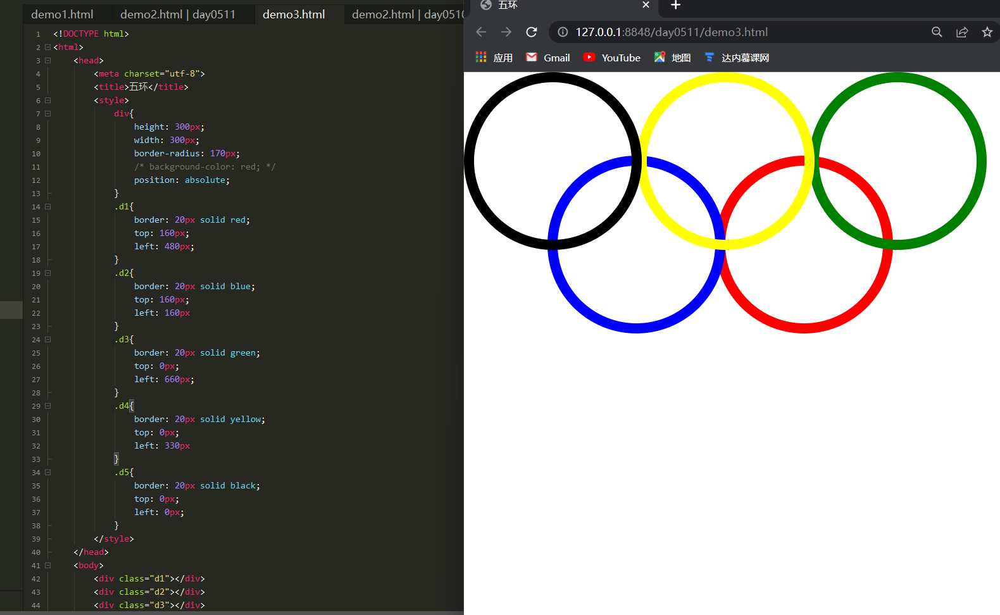 demo1.html demo2.html | day0511 demo3.html demo2.html | day0510
1 <!DOCTYPE html>
2 <html>
3 <head>
4 <meta charset="utf-8">
5 <title>五环</title>
6 <style>
7 div{
8 height: 300px;
9 width: 300px;
10 border-radius: 170px;
11 /* background-color: red; */
12 position: absolute;
13 }
14 .d1{
15 border: 20px solid red;
16 top: 160px;
17 left: 480px;
18 }
19 .d2{
20 border: 20px solid blue;
21 top: 160px;
22 left: 160px
23 }
24 .d3{
25 border: 20px solid green;
26 top: 0px;
27 left: 660px;
28 }
29 .d4{
30 border: 20px solid yellow;
31 top: 0px;
32 left: 330px
33 }
34 .d5{
35 border: 20px solid black;
36 top: 0px;
37 left: 0px;
38 }
39 </style>
40 </head>
41 <body>
42 <div class="d1"></div>
43 <div class="d2"></div>
44 <div class="d3"></div>
五环
127.0.0.1:8848/day0511/demo3.html
应用 Gmail YouTube 地图 达内慕课网